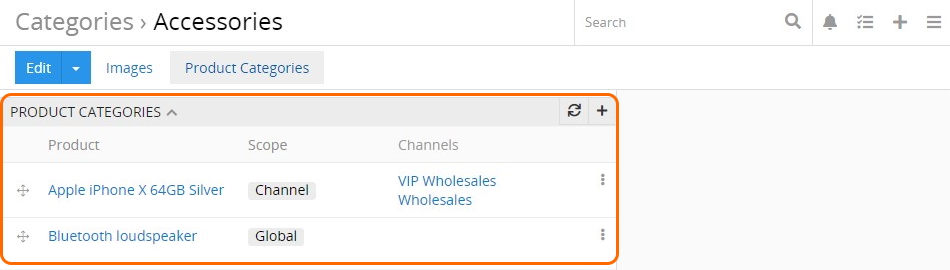 Categories › Accessories
Search
Edit
Images
Product Categories
PRODUCT CATEGORIES
Product Scope Channels
Apple iPhone X 64GB Silver Channel VIP Wholesales
Wholesales
Bluetooth loudspeaker Global